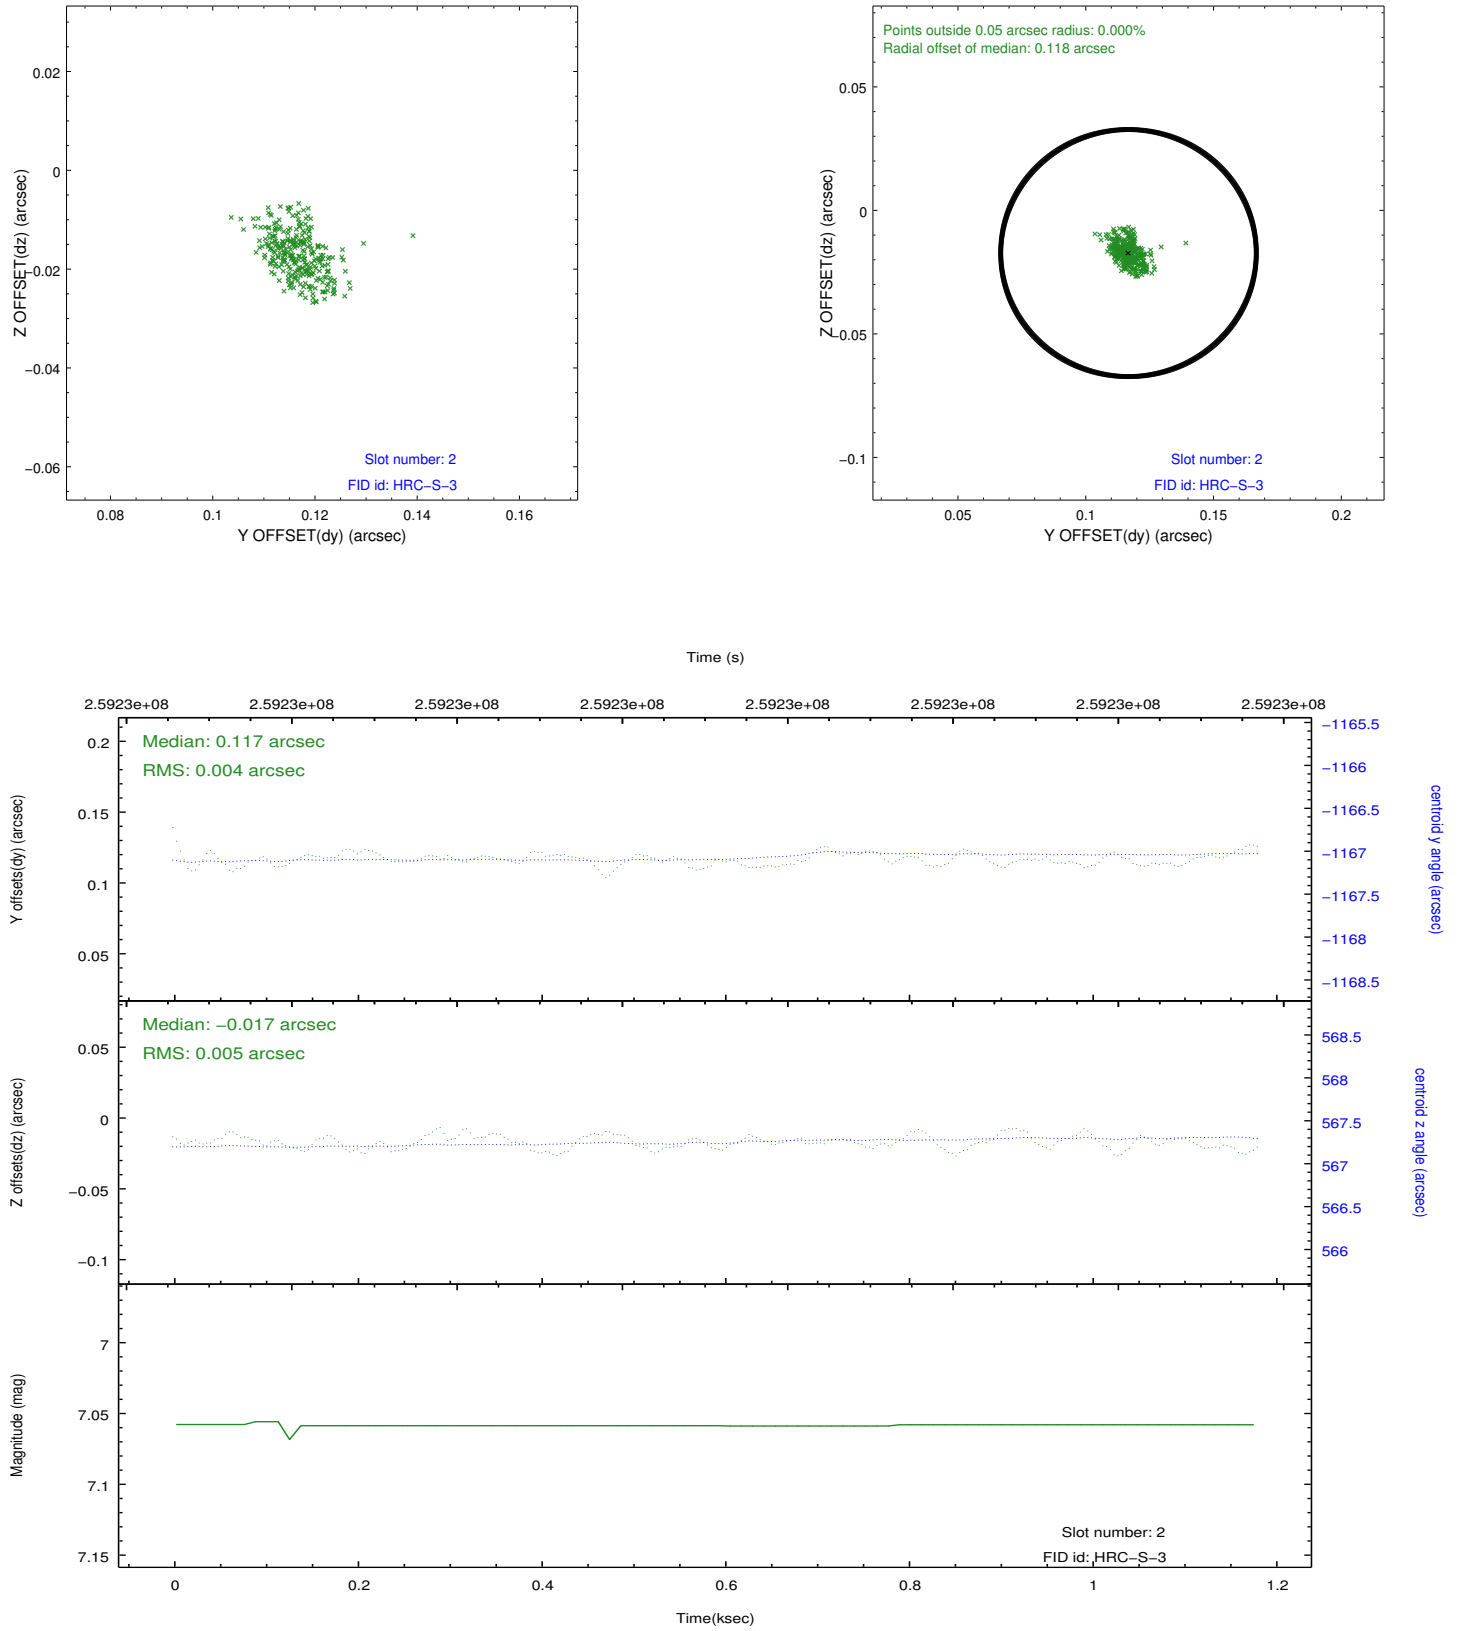 0.02
0
−0.02
−0.04
−0.06
Z OFFSET(dz) (arcsec)
Slot number: 2
FID id: HRC−S−3
0.08
0.1
0.12
0.14
0.16
Y OFFSET(dy) (arcsec)
Points outside 0.05 arcsec radius: 0.000%
Radial offset of median: 0.118 arcsec
0.05
0
−0.05
−0.1
Z OFFSET(dz) (arcsec)
Slot number: 2
FID id: HRC−S−3
0.05
0.1
0.15
0.2
Y OFFSET(dy) (arcsec)
Time (s)
2.5923e+08
2.5923e+08
2.5923e+08
2.5923e+08
2.5923e+08
2.5923e+08
2.5923e+08
2.5923e+08
Median: 0.117 arcsec
RMS: 0.004 arcsec
0.2
0.15
0.1
0.05
Y offsets(dy) (arcsec)
−1165.5
−1166
−1166.5
−1167
−1167.5
−1168
−1168.5
centroid y angle (arcsec)
Median: −0.017 arcsec
RMS: 0.005 arcsec
0.05
0
−0.05
−0.1
Z offsets(dz) (arcsec)
568.5
568
567.5
567
566.5
566
centroid z angle (arcsec)
7
7.05
7.1
7.15
Magnitude (mag)
Slot number: 2
FID id: HRC−S−3
0
0.2
0.4
0.6
0.8
1
1.2
Time(ksec)